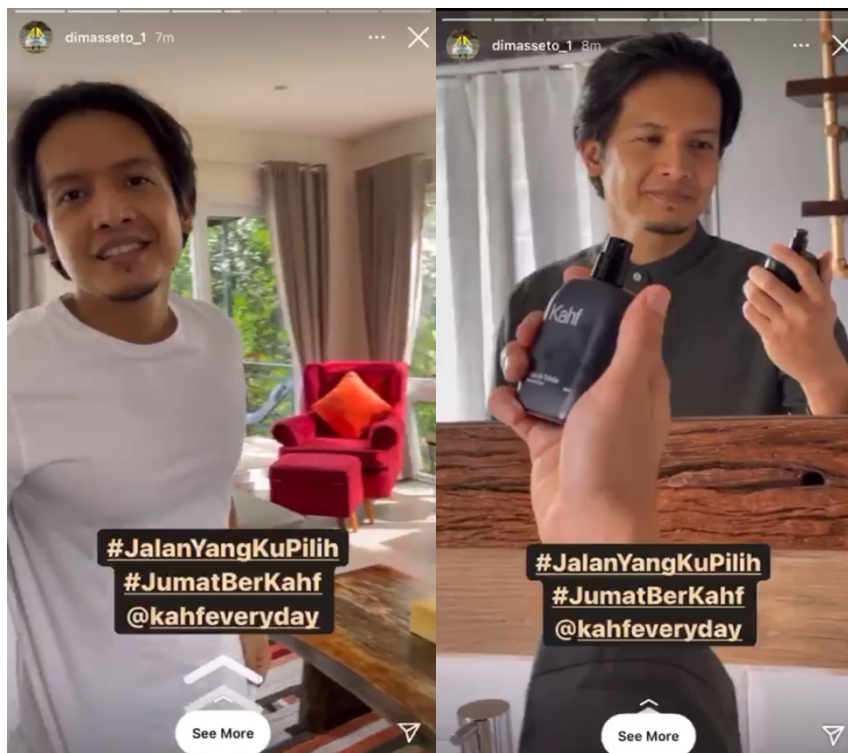 dimasseto_1 7m
#JalanYangKuPilih
#JumatBerKahf
@kahfeveryday
See More
dimasseto_1 8m
Kahf
#JalanYangKuPilih
#JumatBerKahf
@kahfeveryday
See More